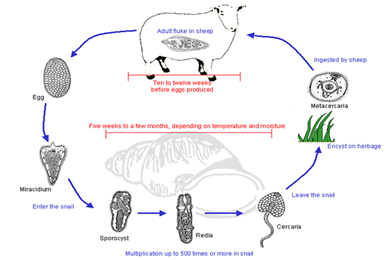 Adult fluke in sheep
Ingested by sheep
Ten to twelve weeks
before eggs produced
Egg
Metacercaria
Five weeks to a few months, depending on temperature and moisture
Encyst on herbage
Miracidium
Leave the snail
Enter the snail
Cercaria
Sporocyst
Redia
Multiplication up to 500 times or more in snail